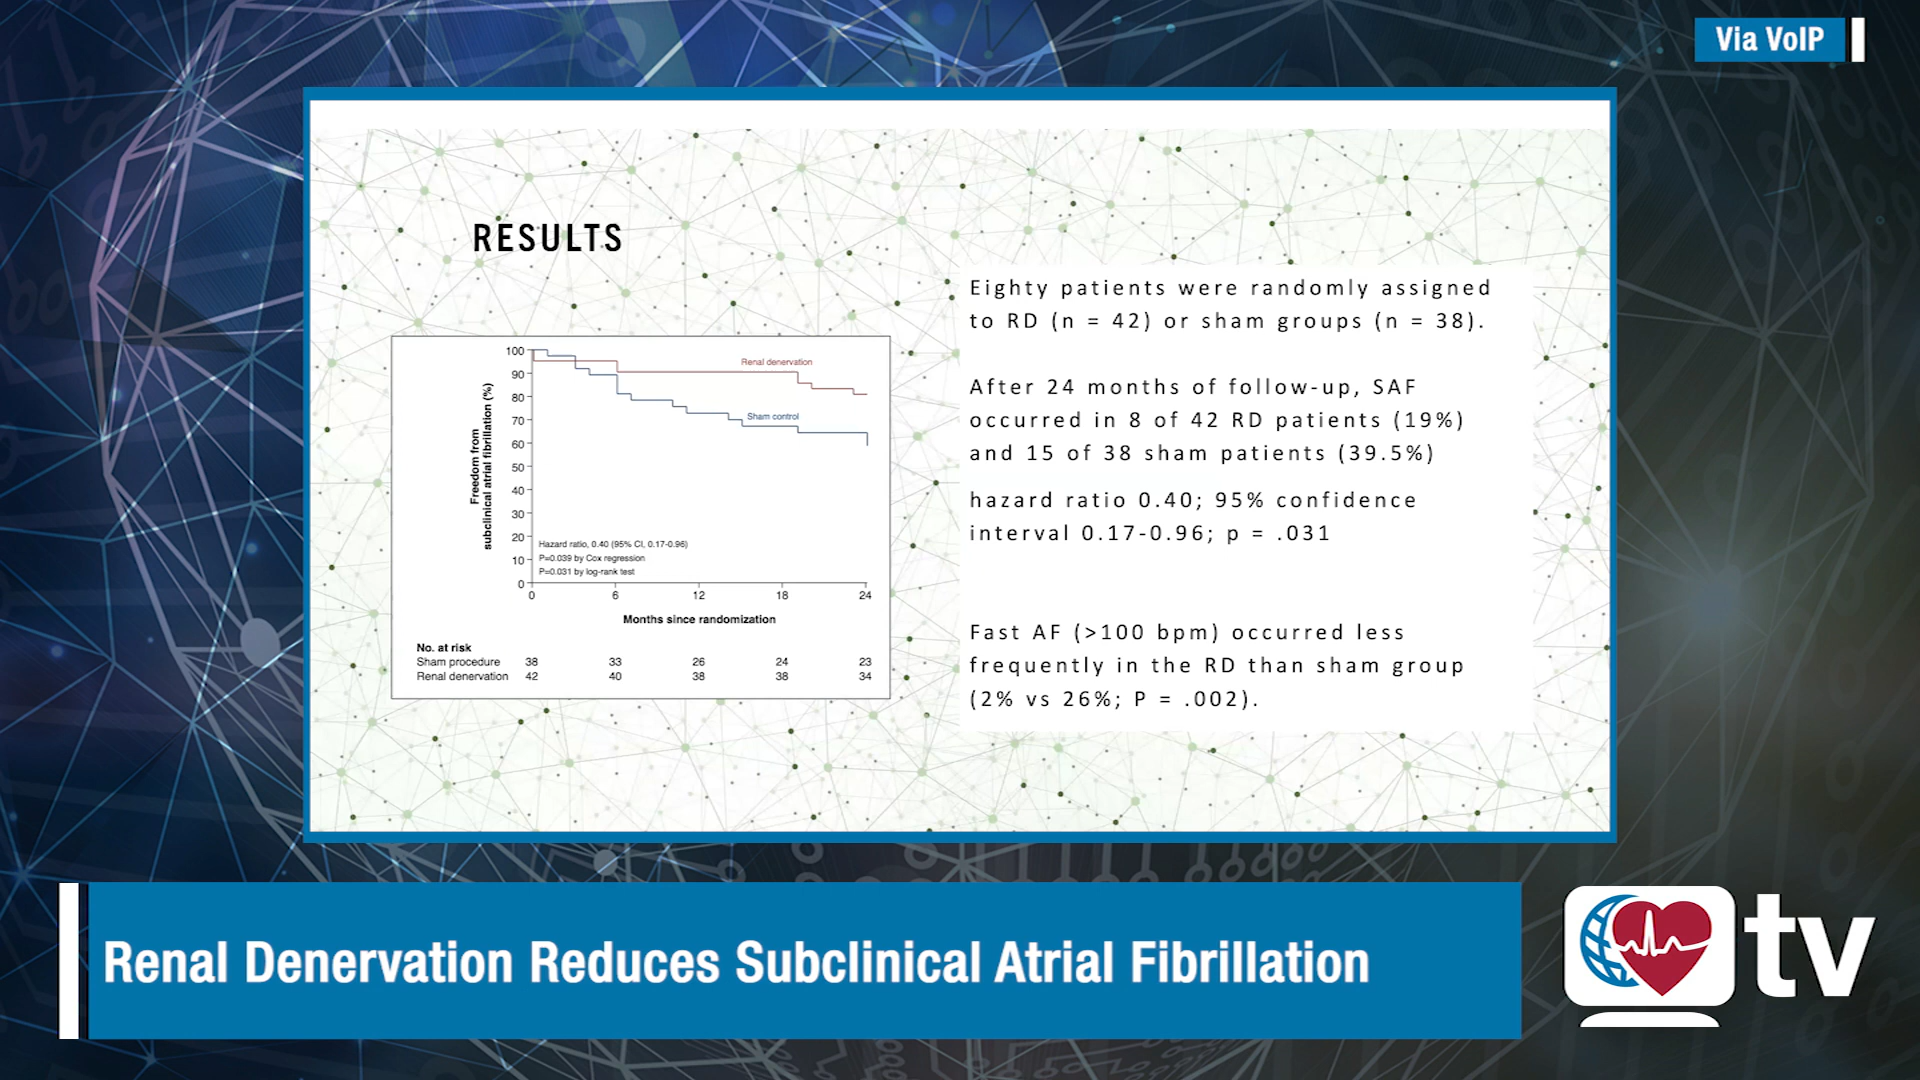 Via VoIP
RESULTS
Eighty patients were randomly assigned
to RD (n = 42) or sham groups (n = 38).
After 24 months of follow-up, SAF
occurred in 8 of 42 RD patients (19%)
and 15 of 38 sham patients (39.5%)
hazard ratio 0.40; 95% confidence
interval 0.17-0.96; p = .031
Fast AF (>100 bpm) occurred less
frequently in the RD than sham group
(2% vs 26%; P = .002).
Freedom from
subclinical atrial fibrillation (%)
100
90
80
70
60
50
40
30
20
10
0
Renal denervation
Sham control
Hazard ratio, 0.40 (95% CI, 0.17-0.96)
P=0.039 by Cox regression
P=0.031 by log-rank test
0 6 12 18 24
Months since randomization
No. at risk
Sham procedure 38 33 26 24 23
Renal denervation 42 40 38 38 34
Renal Denervation Reduces Subclinical Atrial Fibrillation
tv